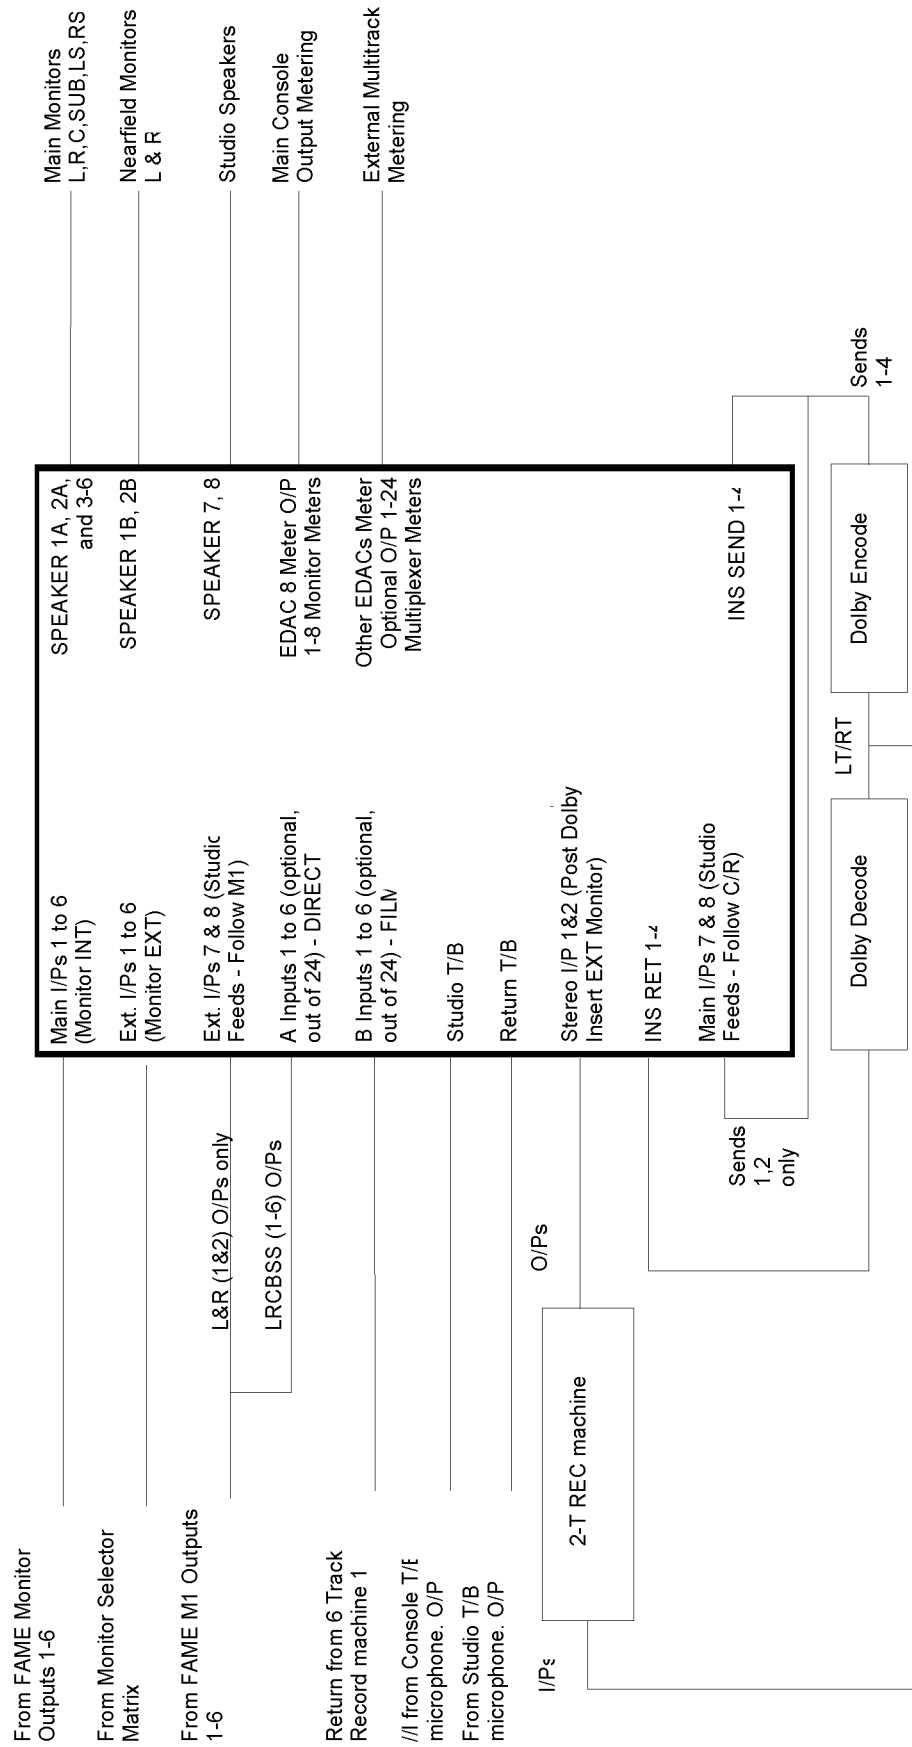 From FAME Monitor
Outputs 1-6
From Monitor Selector
Matrix
From FAME M1 Outputs
1-6
Return from 6 Track
Record machine 1
from Console
microphone. O/P
From Studio T/B
microphone. O/P
I/Ps
2-T REC machine
O/Ps
L&R (1&2) O/Ps only
LRCBSS (1-6) O/Ps
Sends
1,2
only
Main I/Ps 1 to 6
(Monitor INT)
Ext. I/Ps 1 to 6
(Monitor EXT)
Ext. I/Ps 7 & 8 (Studio
Feeds - Follow M1)
A Inputs 1 to 6 (optional,
out of 24) - DIRECT
B Inputs 1 to 6 (optional,
out of 24) - FILM
Studio T/B
Return T/B
Stereo I/P 1&2 (Post Dolby
Insert EXT Monitor)
INS RET 1-4
Main I/Ps 7 & 8 (Studio
Feeds - Follow C/R)
SPEAKER 1A, 2A,
and 3-6
SPEAKER 1B, 2B
SPEAKER 7, 8
EDAC 8 Meter O/P
1-8 Monitor Meters
Other EDACs Meter
Optional O/P 1-24
Multiplexer Meters
INS SEND 1-4
Main Monitors
L,R,C,SUB,LS,RS
Nearfield Monitors
L & R
Studio Speakers
Main Console
Output Metering
External Multitrack
Metering
Sends
1-4
Dolby Decode
LT/RT
Dolby Encode